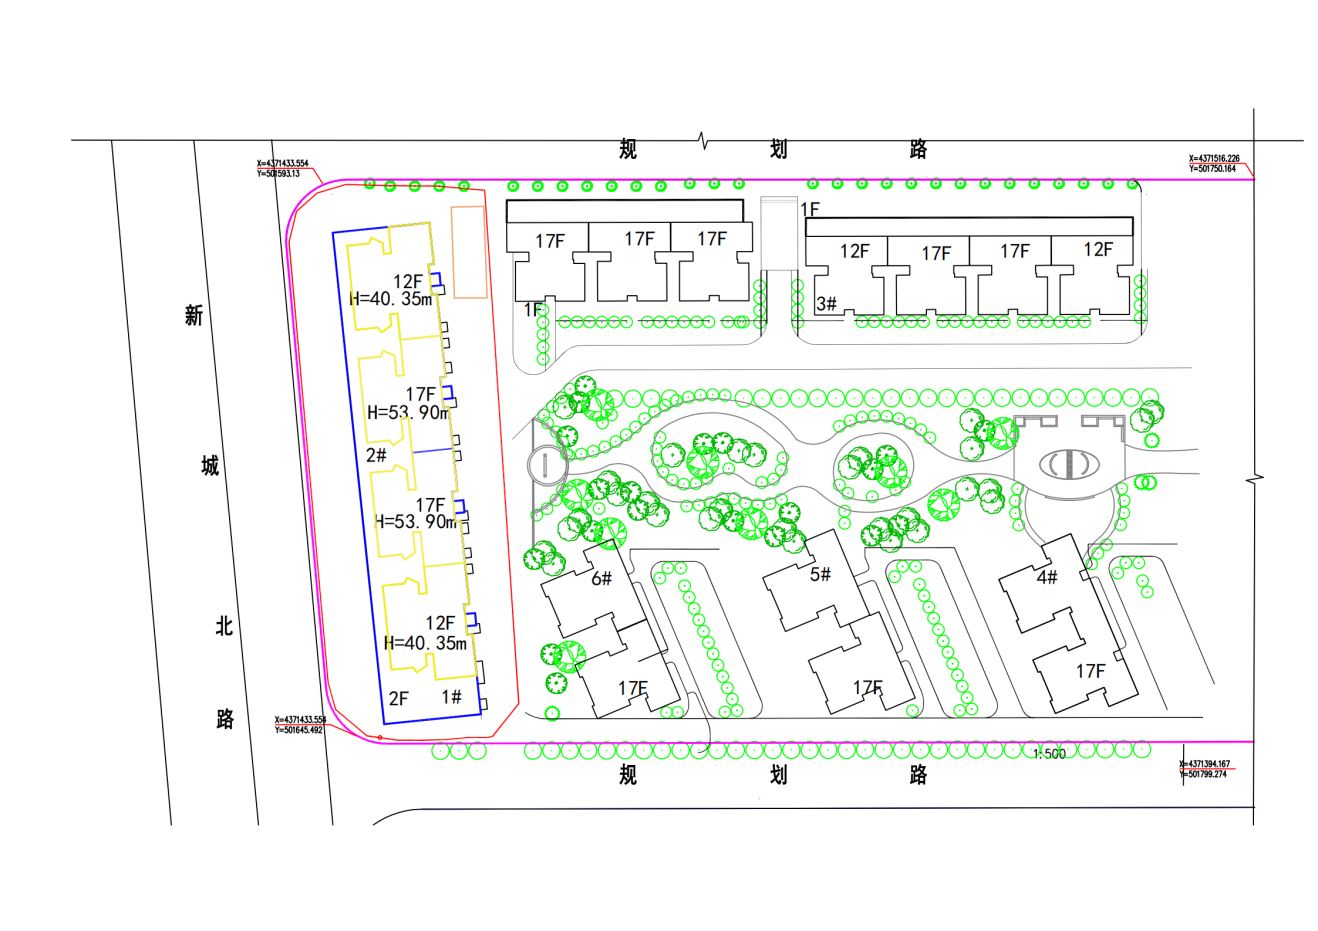 规 划 路
X=4371433.554
Y=501593.13
X=4371516.226
Y=501750.164
1F
17F
17F
17F
12F
17F
17F
12F
12F
H=40.35m
3#
1F
新
城
北
路
17F
H=53.90m
2#
17F
H=53.90m
6#
5#
4#
12F
H=40.35m
17F
17F
17F
2F
1#
X=4371433.554
Y=501645.492
1:500
规 划 路
X=4371394.167
Y=501799.274